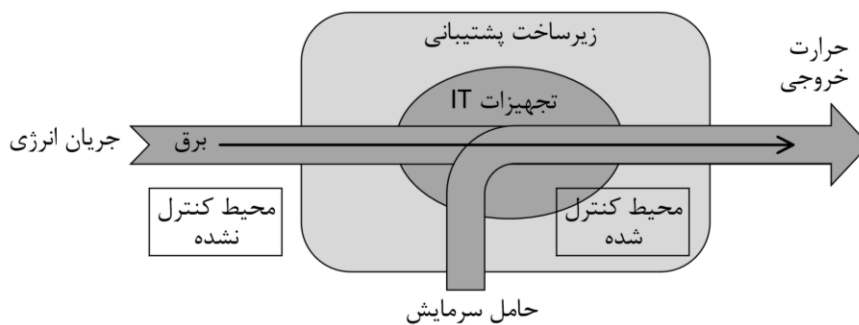 زیرساخت پشتیبانی
حرارت
خروجی
تجهیزات IT
جریان انرژی
برق
محیط کنترل
نشده
محیط کنترل
شده
حامل سرمایش